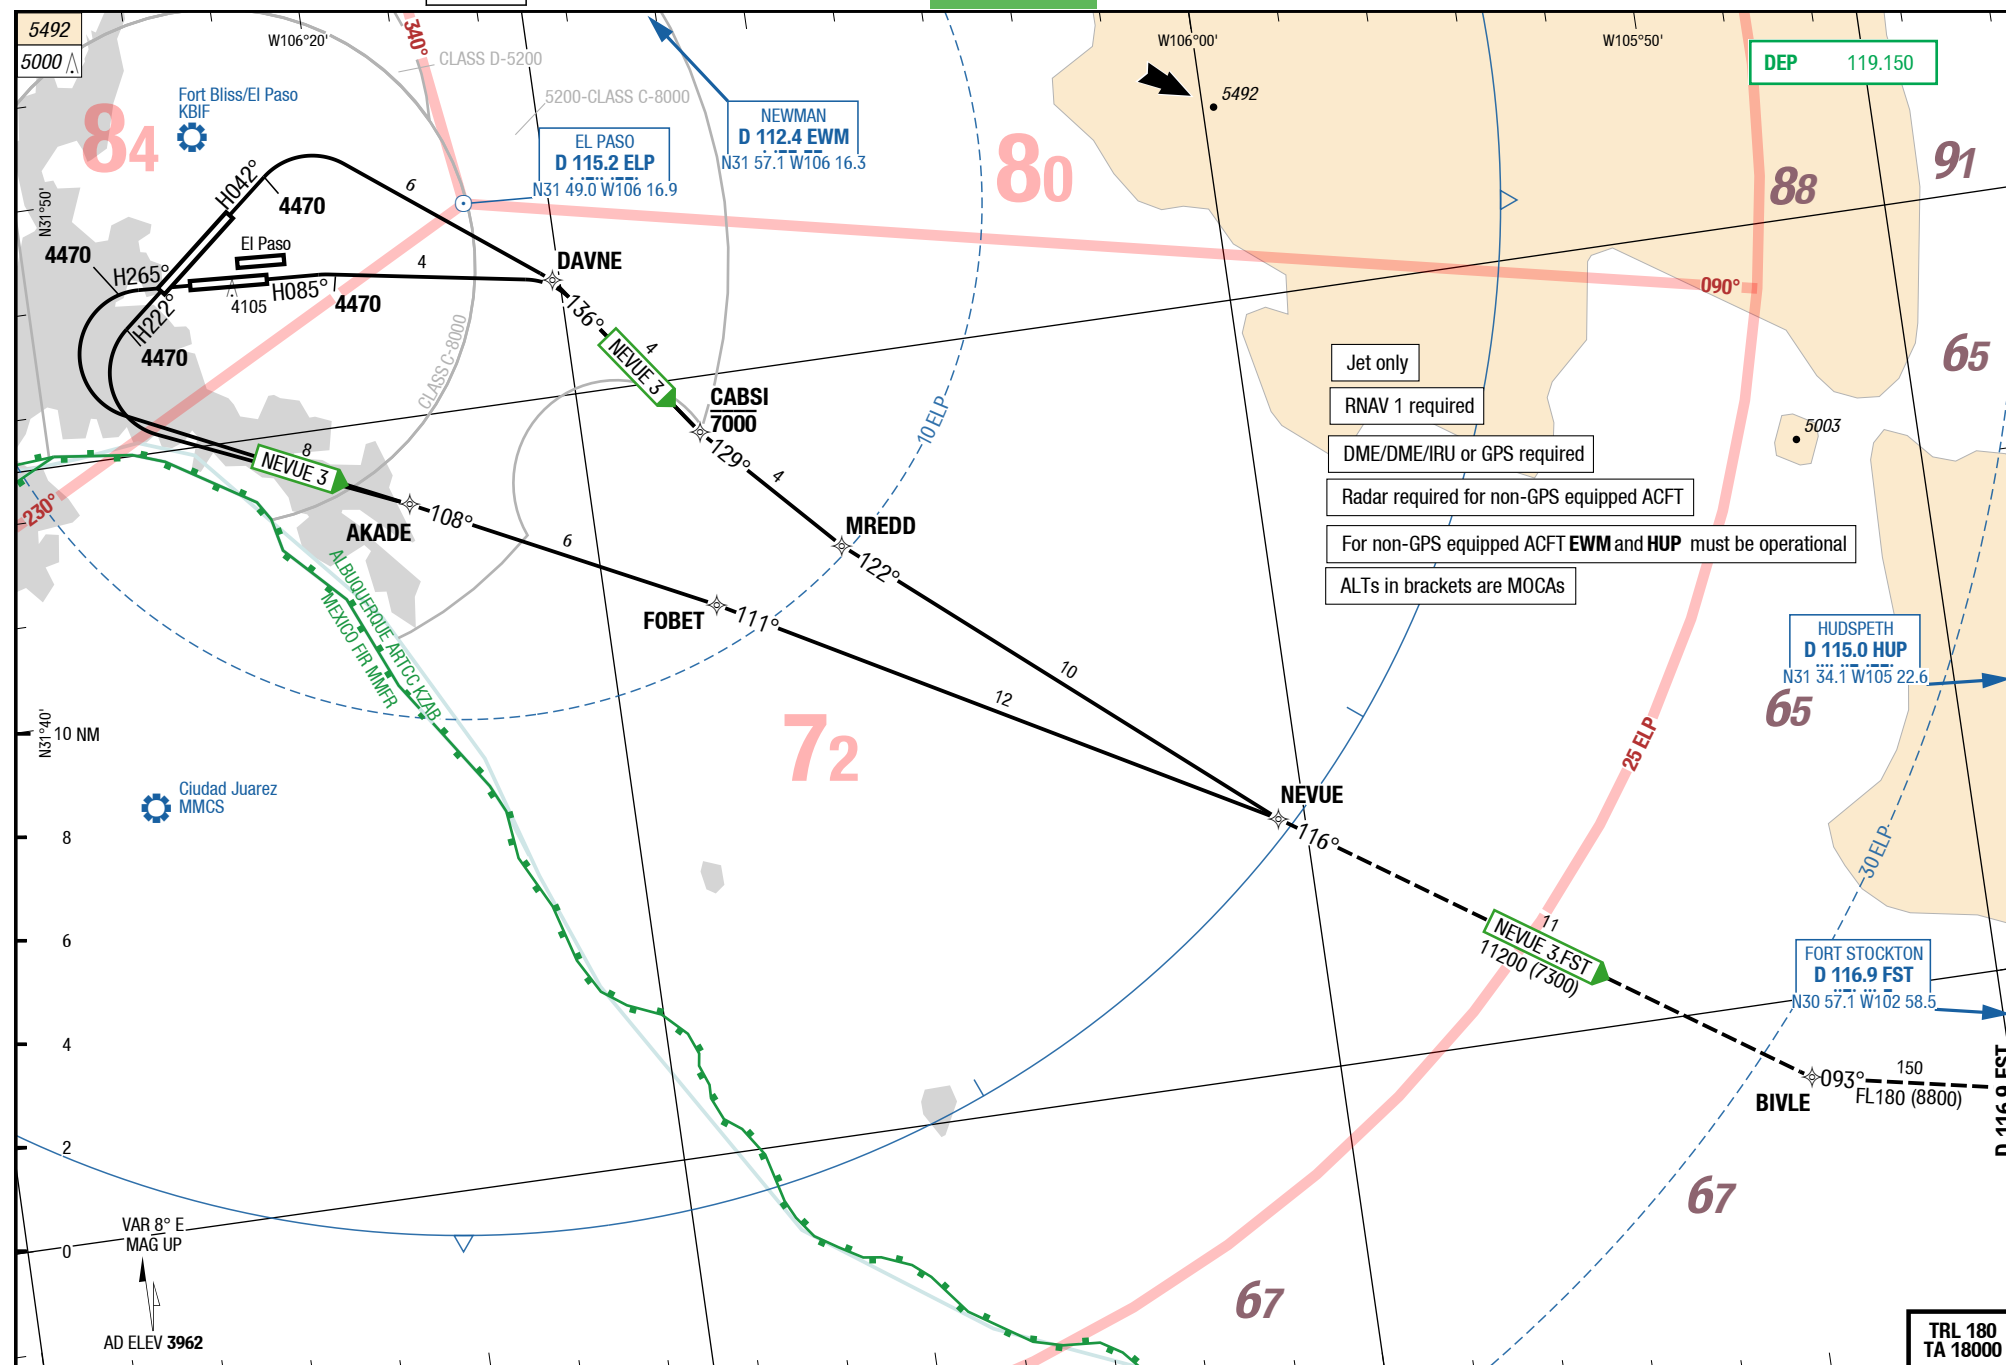 5492
5000
W106°20'
340°
CLASS D-5200
5200-CLASS C-8000
W106°00'
W105°50'
DEP 119.150
Fort Bliss/El Paso
KBIF
84
EL PASO
D 115.2 ELP
N31 49.0 W106 16.9
NEWMAN
D 112.4 EWM
N31 57.1 W106 16.3
80
5492
88
91
N31°50'
H042°
4470
6
4470
El Paso
H265°
H085°
4105
4470
4
H222°
4470
DAVNE
136°
4
NEVUE 3
CLASS C-8000
CABSI
7000
129°
4
10 ELP
090°
65
5003
Jet only
RNAV 1 required
DME/DME/IRU or GPS required
Radar required for non-GPS equipped ACFT
For non-GPS equipped ACFT EWM and HUP must be operational
ALTs in brackets are MOCAs
230°
8
NEVUE 3
AKADE
108°
6
MREDD
122°
FOBET
111°
10
12
ALBUQUERQUE ARTCC KZAB
MEXICO FIR MMFR
HUDSPETH
D 115.0 HUP
N31 34.1 W105 22.6
65
72
25 ELP
N31°40'
10 NM
Ciudad Juarez
MMCS
NEVUE
116°
30 ELP
8
6
4
2
0
11
NEVUE 3.FST
11200 (7300)
FORT STOCKTON
D 116.9 FST
N30 57.1 W102 58.5
BIVLE
093°
150
FL180 (8800)
D 116.9 FST
67
67
VAR 8° E
MAG UP
AD ELEV 3962
TRL 180
TA 18000